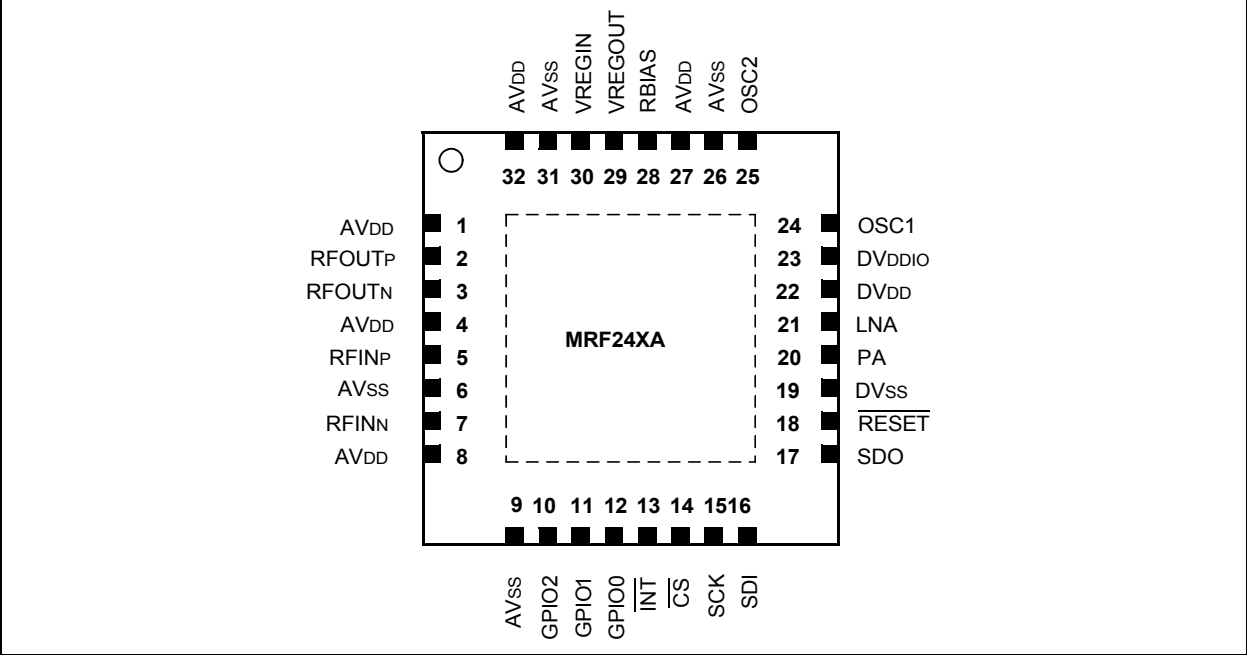 AVDD AVSS VREGIN VREGOUT RBIAS AVDD AVSS OSC2
32 31 30 29 28 27 26 25
AVDD 1
RFOUTP 2
RFOUTN 3
AVDD 4
RFINP 5
AVSS 6
RFINN 7
AVDD 8
MRF24XA
24 OSC1
23 DVDDIO
22 DVDD
21 LNA
20 PA
19 DVSS
18 RESET
17 SDO
9 10 11 12 13 14 15 16
AVSS GPIO2 GPIO1 GPIO0 INT CS SCK SDI